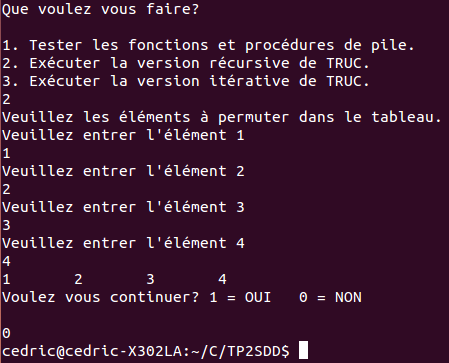 Que voulez vous faire?
1. Tester les fonctions et procédures de pile.
2. Exécuter la version récursive de TRUC.
3. Exécuter la version itérative de TRUC.
2
Veuillez les éléments à permuter dans le tableau.
Veuillez entrer l'élément 1
1
Veuillez entrer l'élément 2
2
Veuillez entrer l'élément 3
3
Veuillez entrer l'élément 4
4
1 2 3 4
Voulez vous continuer? 1 = OUI 0 = NON
0
cedric@cedric-X302LA:~/C/TP2SDD$